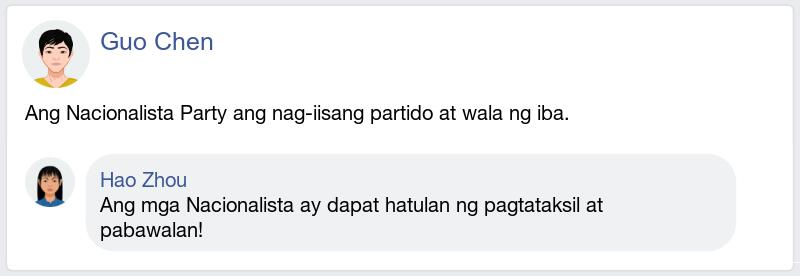 Guo Chen
Ang Nacionalista Party ang nag-iisang partido at wala ng iba.
Hao Zhou
Ang mga Nacionalista ay dapat hatulan ng pagtataksil at
pabawalan!